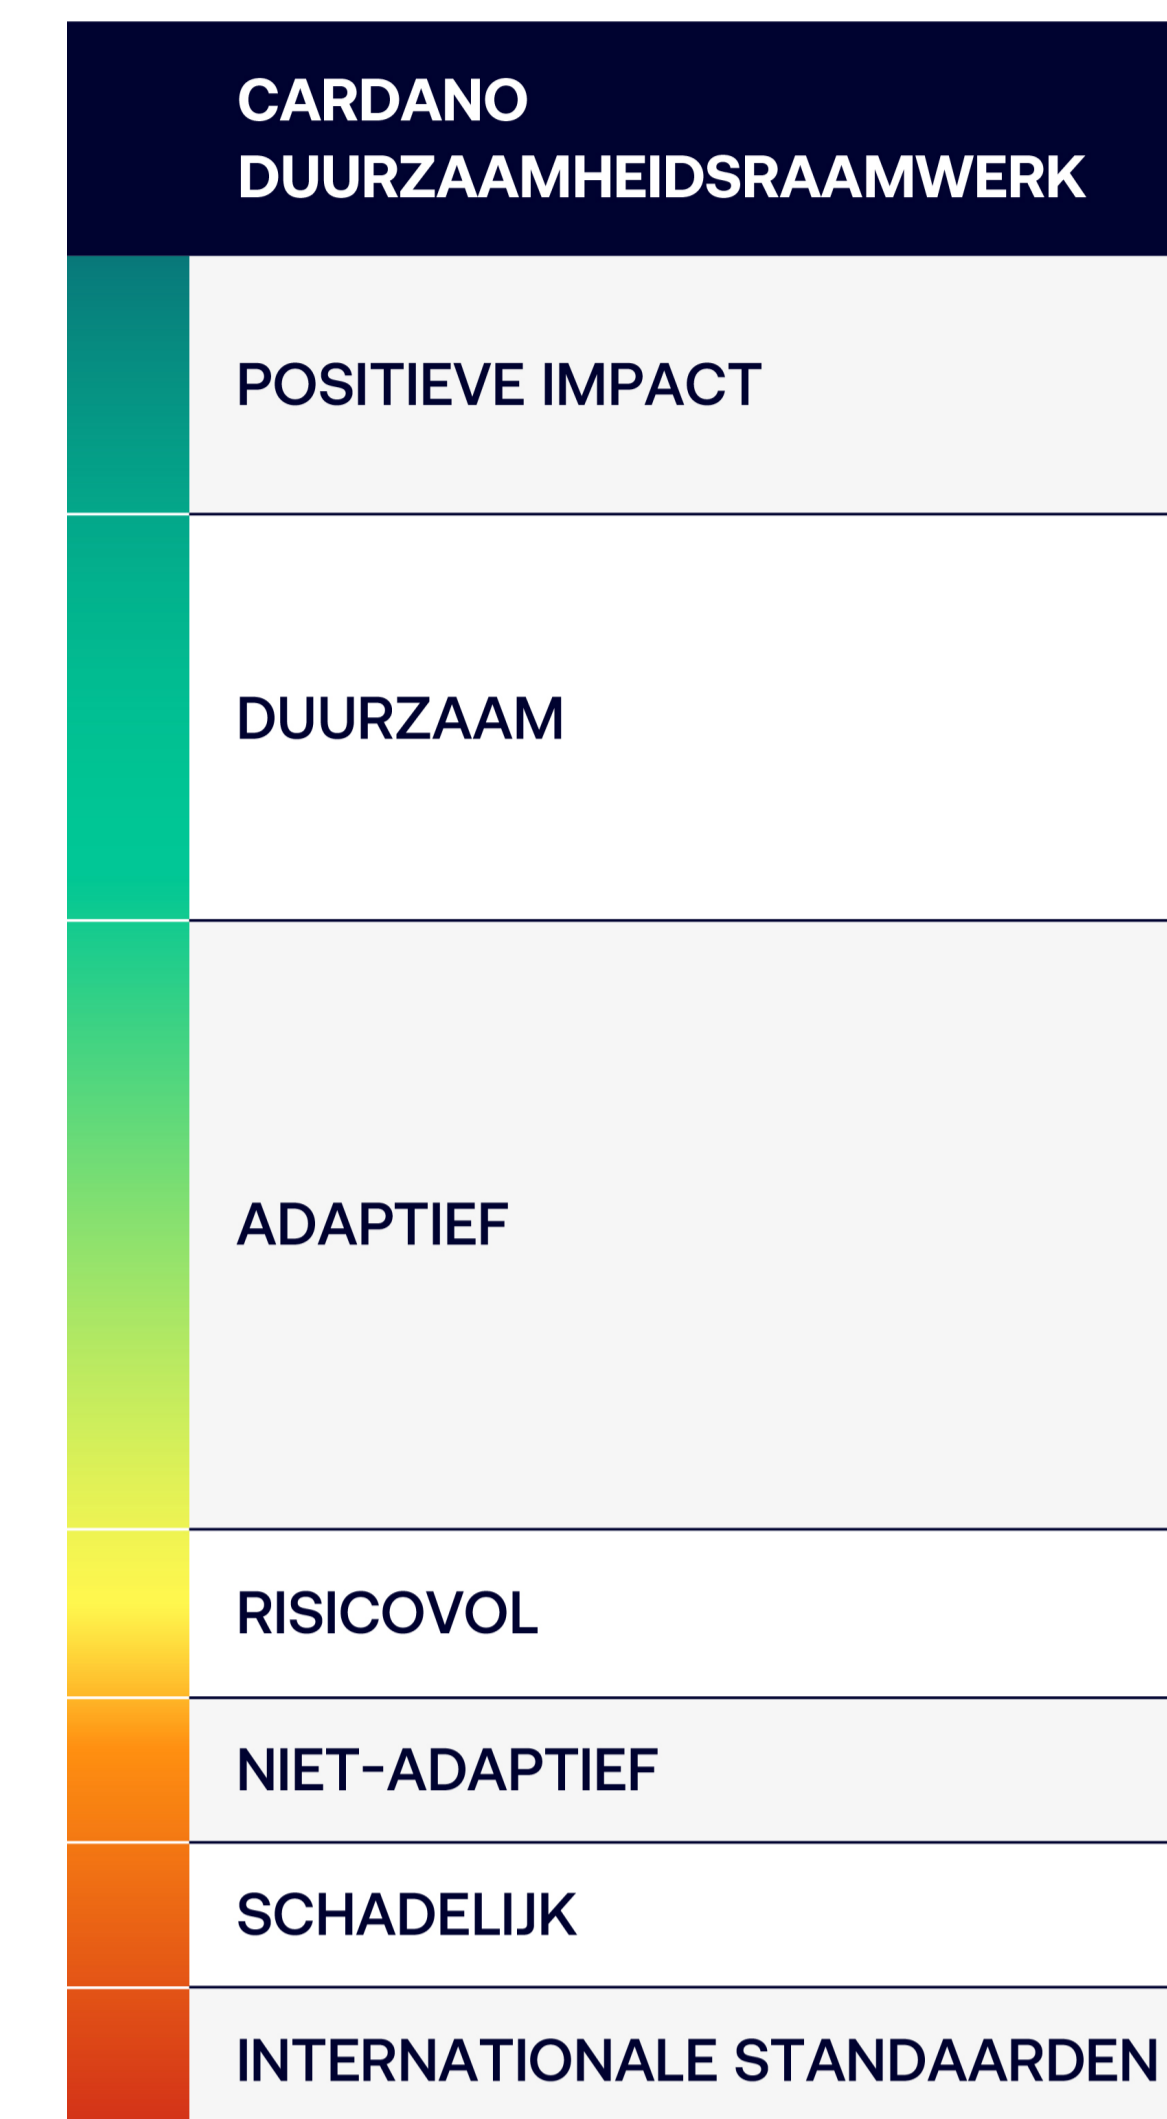 CARDANO
DUURZAAMHEIDSRAAMWERK
POSITIEVE IMPACT
DUURZAAM
ADAPTIEF
RISICOVOL
NIET-ADAPTIEF
SCHADELIJK
INTERNATIONALE STANDAARDEN